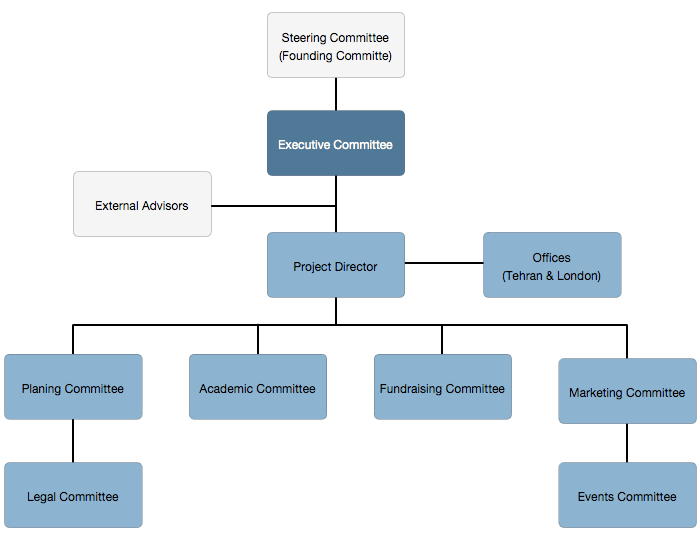 Steering Committee
(Founding Committe)
Executive Committee
External Advisors
Project Director
Offices
(Tehran & London)
Planing Committee
Academic Committee
Fundraising Committee
Marketing Committee
Legal Committee
Events Committee